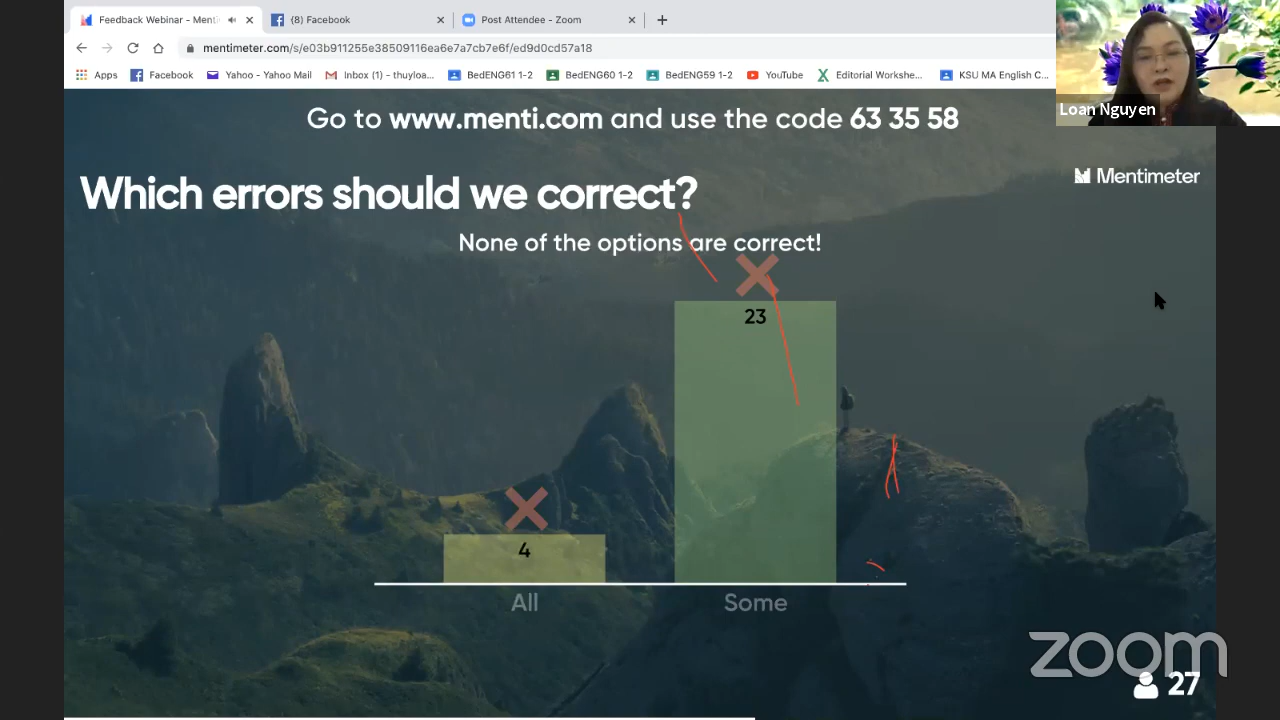 Feedback Webinar - Menti
(8) Facebook
Post Attendee - Zoom
mentimeter.com/s/e03b911255e38509116ea6e7a7cb7e6f/ed9d0cd57a18
Apps
Facebook
Yahoo - Yahoo Mail
Inbox (1) - thuyloa...
BedENG61 1-2
BedENG60 1-2
BedENG59 1-2
YouTube
Editorial Workshe...
KSU MA English C...
Loan Nguyen
Go to www.menti.com and use the code 63 35 58
Mentimeter
Which errors should we correct?
None of the options are correct!
23
4
All
Some
zoom
27